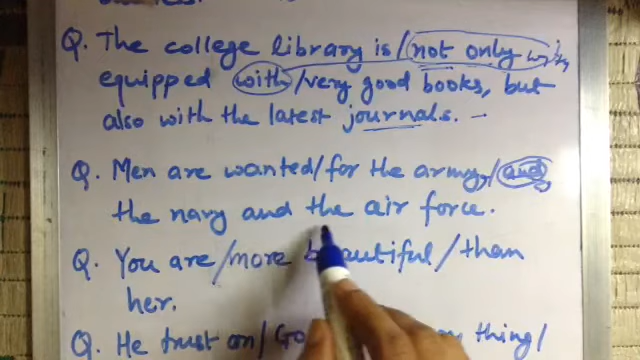 Q. The college library is/not only
equipped with/very good books, but
also with the latest journals.
Q. Men are wanted/for the army,/and
the navy and the air force.
Q. You are/more beautiful/than
her.
Q. He trust on/ thing/